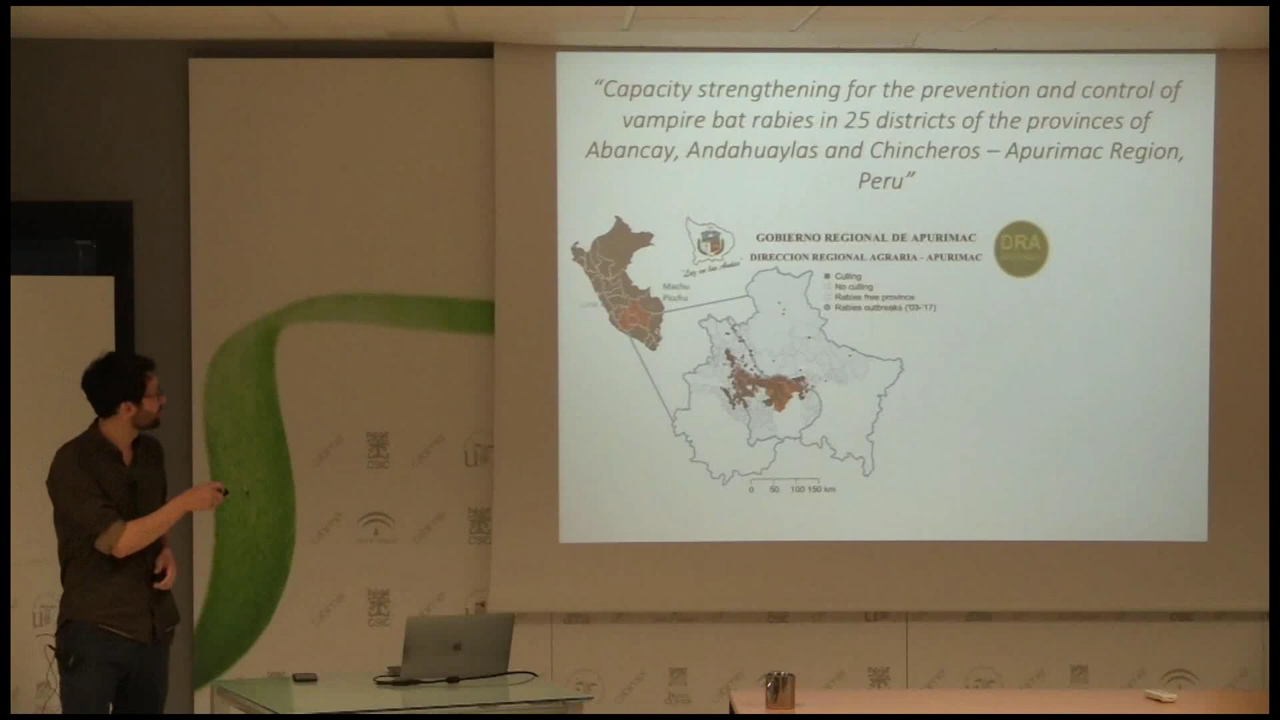 “Capacity strengthening for the prevention and control of
vampire bat rabies in 25 districts of the provinces of
Abancay, Andahuaylas and Chincheros – Apurimac Region,
Peru”
GOBIERNO REGIONAL DE APURIMAC
DIRECCION REGIONAL AGRARIA - APURIMAC
DRA
Machu
Picchu
Culling
No culling
Rabies free province
Rabies outbreaks ('03-'17)
0 50 100 150 km